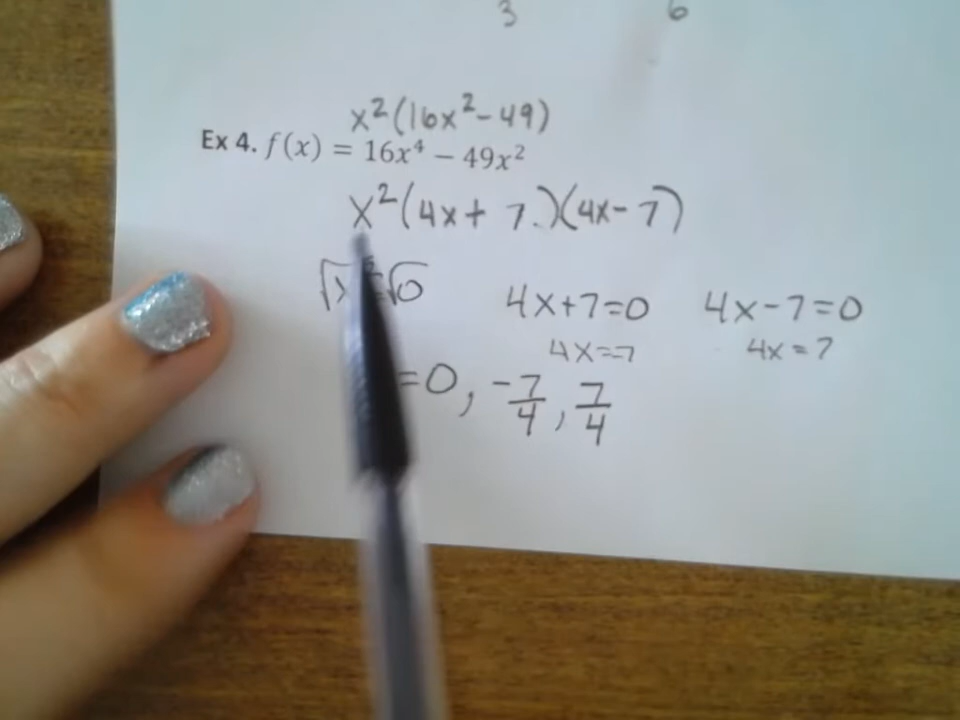 3 6
x²(16x²-49)
Ex 4. f(x) = 16x⁴ − 49x²
x²(4x+ 7.)(4x-7)
√x √0 4x+7=0 4x-7=0
4x=-7 4x=7
=0, -7/4, 7/4